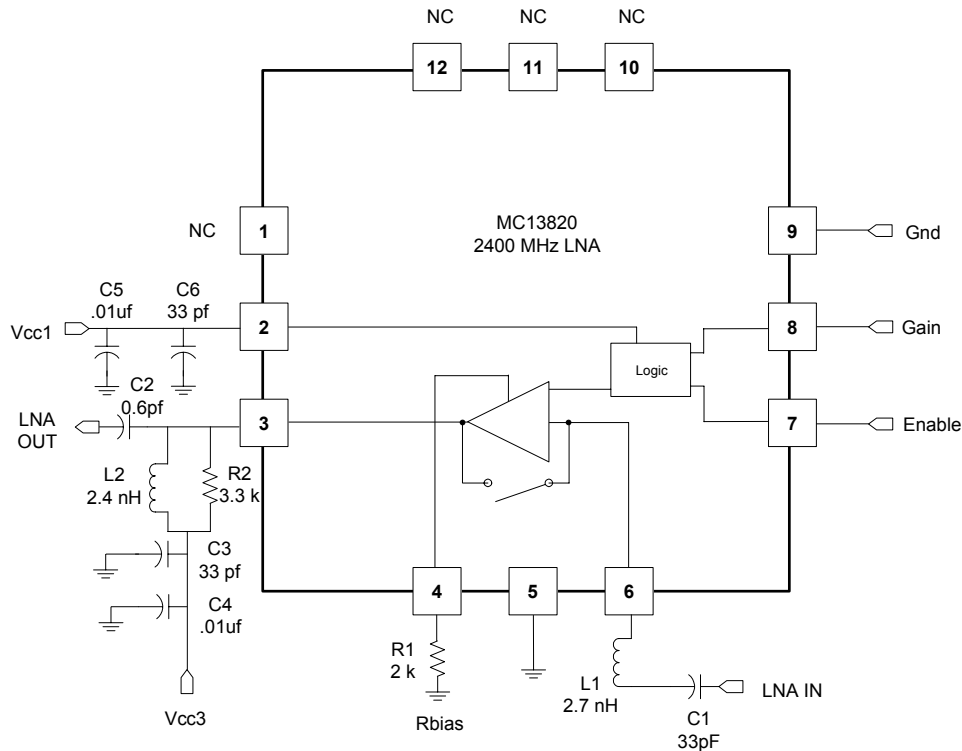 NC
NC
NC
12
11
10
NC
1
MC13820
2400 MHz LNA
9
Gnd
C5
.01uf
C6
33 pf
Vcc1
2
8
Gain
Logic
C2
0.6pf
LNA
OUT
3
7
Enable
L2
2.4 nH
R2
3.3 k
C3
33 pf
C4
.01uf
4
5
6
R1
2 k
L1
2.7 nH
LNA IN
C1
33pF
Vcc3
Rbias